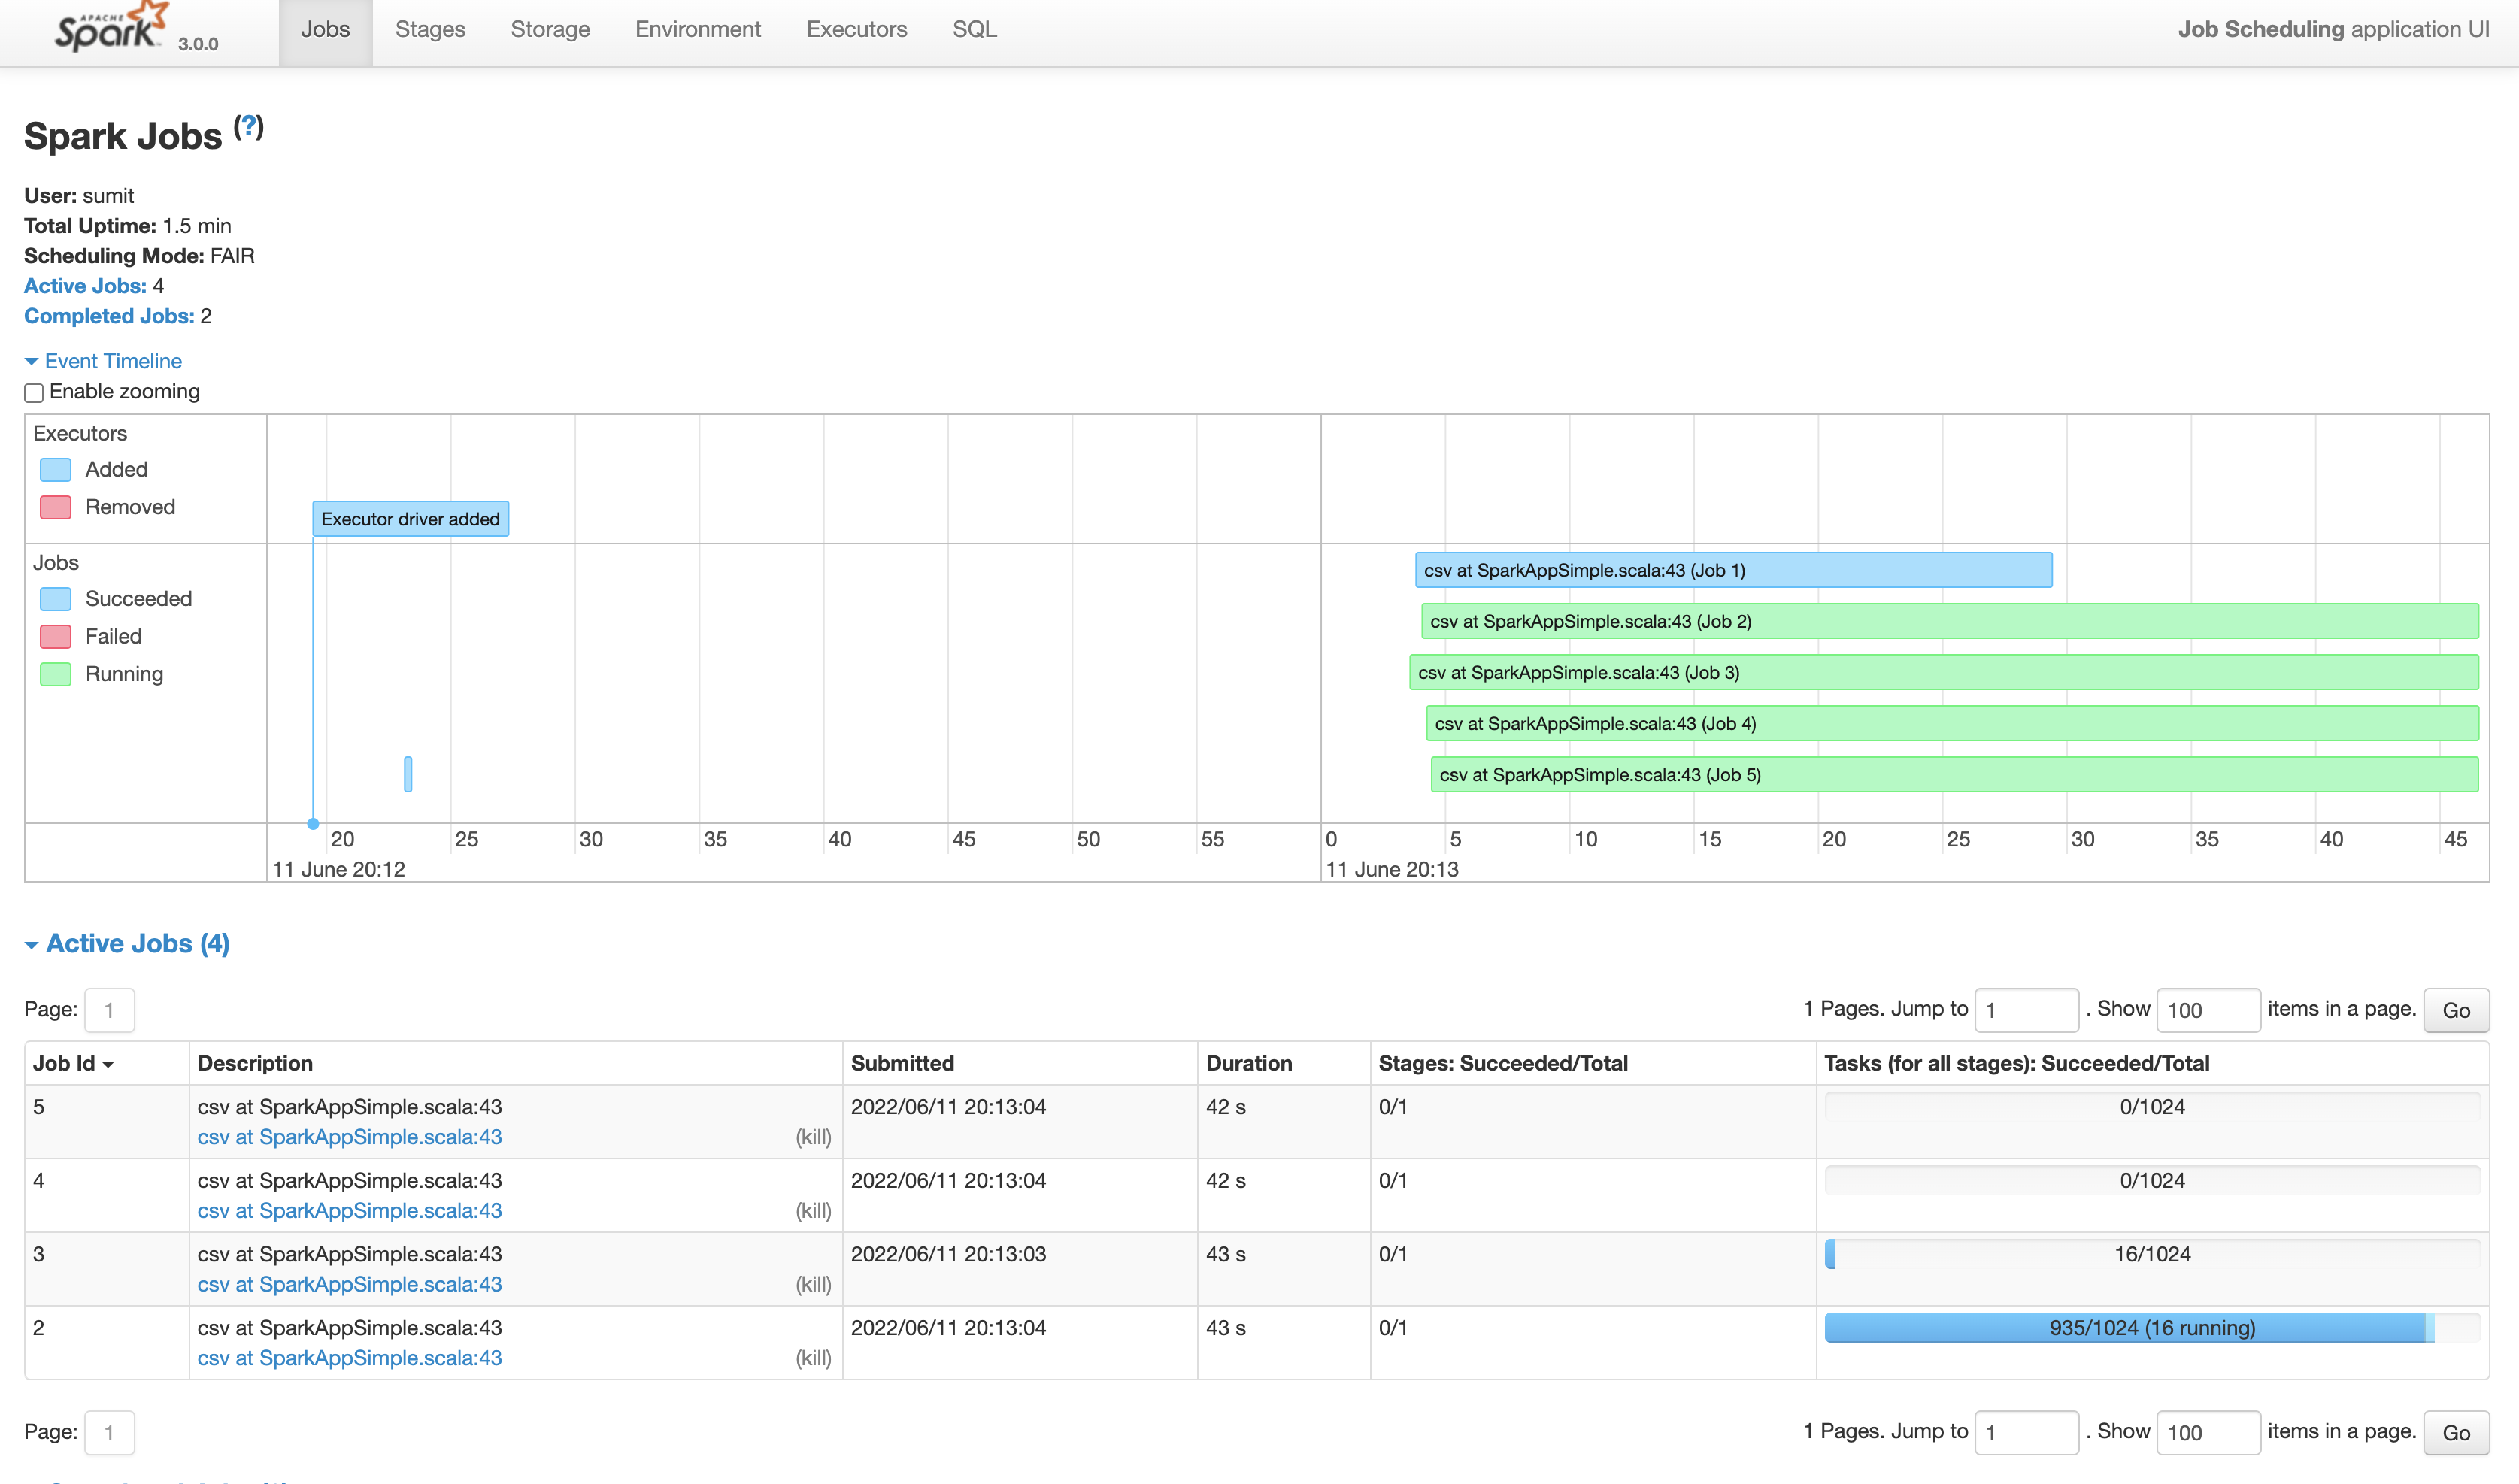 APACHE
Spark 3.0.0 Jobs Stages Storage Environment Executors SQL Job Scheduling application UI
Spark Jobs (?)
User: sumit
Total Uptime: 1.5 min
Scheduling Mode: FAIR
Active Jobs: 4
Completed Jobs: 2
Event Timeline
Enable zooming
Executors
Added
Removed
Executor driver added
Jobs
Succeeded
Failed
Running
csv at SparkAppSimple.scala:43 (Job 1)
csv at SparkAppSimple.scala:43 (Job 2)
csv at SparkAppSimple.scala:43 (Job 3)
csv at SparkAppSimple.scala:43 (Job 4)
csv at SparkAppSimple.scala:43 (Job 5)
20 25 30 35 40 45 50 55 0 5 10 15 20 25 30 35 40 45
11 June 20:12 11 June 20:13
Active Jobs (4)
Page: 1 1 Pages. Jump to 1 . Show 100 items in a page. Go
Job Id Description Submitted Duration Stages: Succeeded/Total Tasks (for all stages): Succeeded/Total
5 csv at SparkAppSimple.scala:43 2022/06/11 20:13:04 42 s 0/1 0/1024
csv at SparkAppSimple.scala:43 (kill)
4 csv at SparkAppSimple.scala:43 2022/06/11 20:13:04 42 s 0/1 0/1024
csv at SparkAppSimple.scala:43 (kill)
3 csv at SparkAppSimple.scala:43 2022/06/11 20:13:03 43 s 0/1 16/1024
csv at SparkAppSimple.scala:43 (kill)
2 csv at SparkAppSimple.scala:43 2022/06/11 20:13:04 43 s 0/1 935/1024 (16 running)
csv at SparkAppSimple.scala:43 (kill)
Page: 1 1 Pages. Jump to 1 . Show 100 items in a page. Go